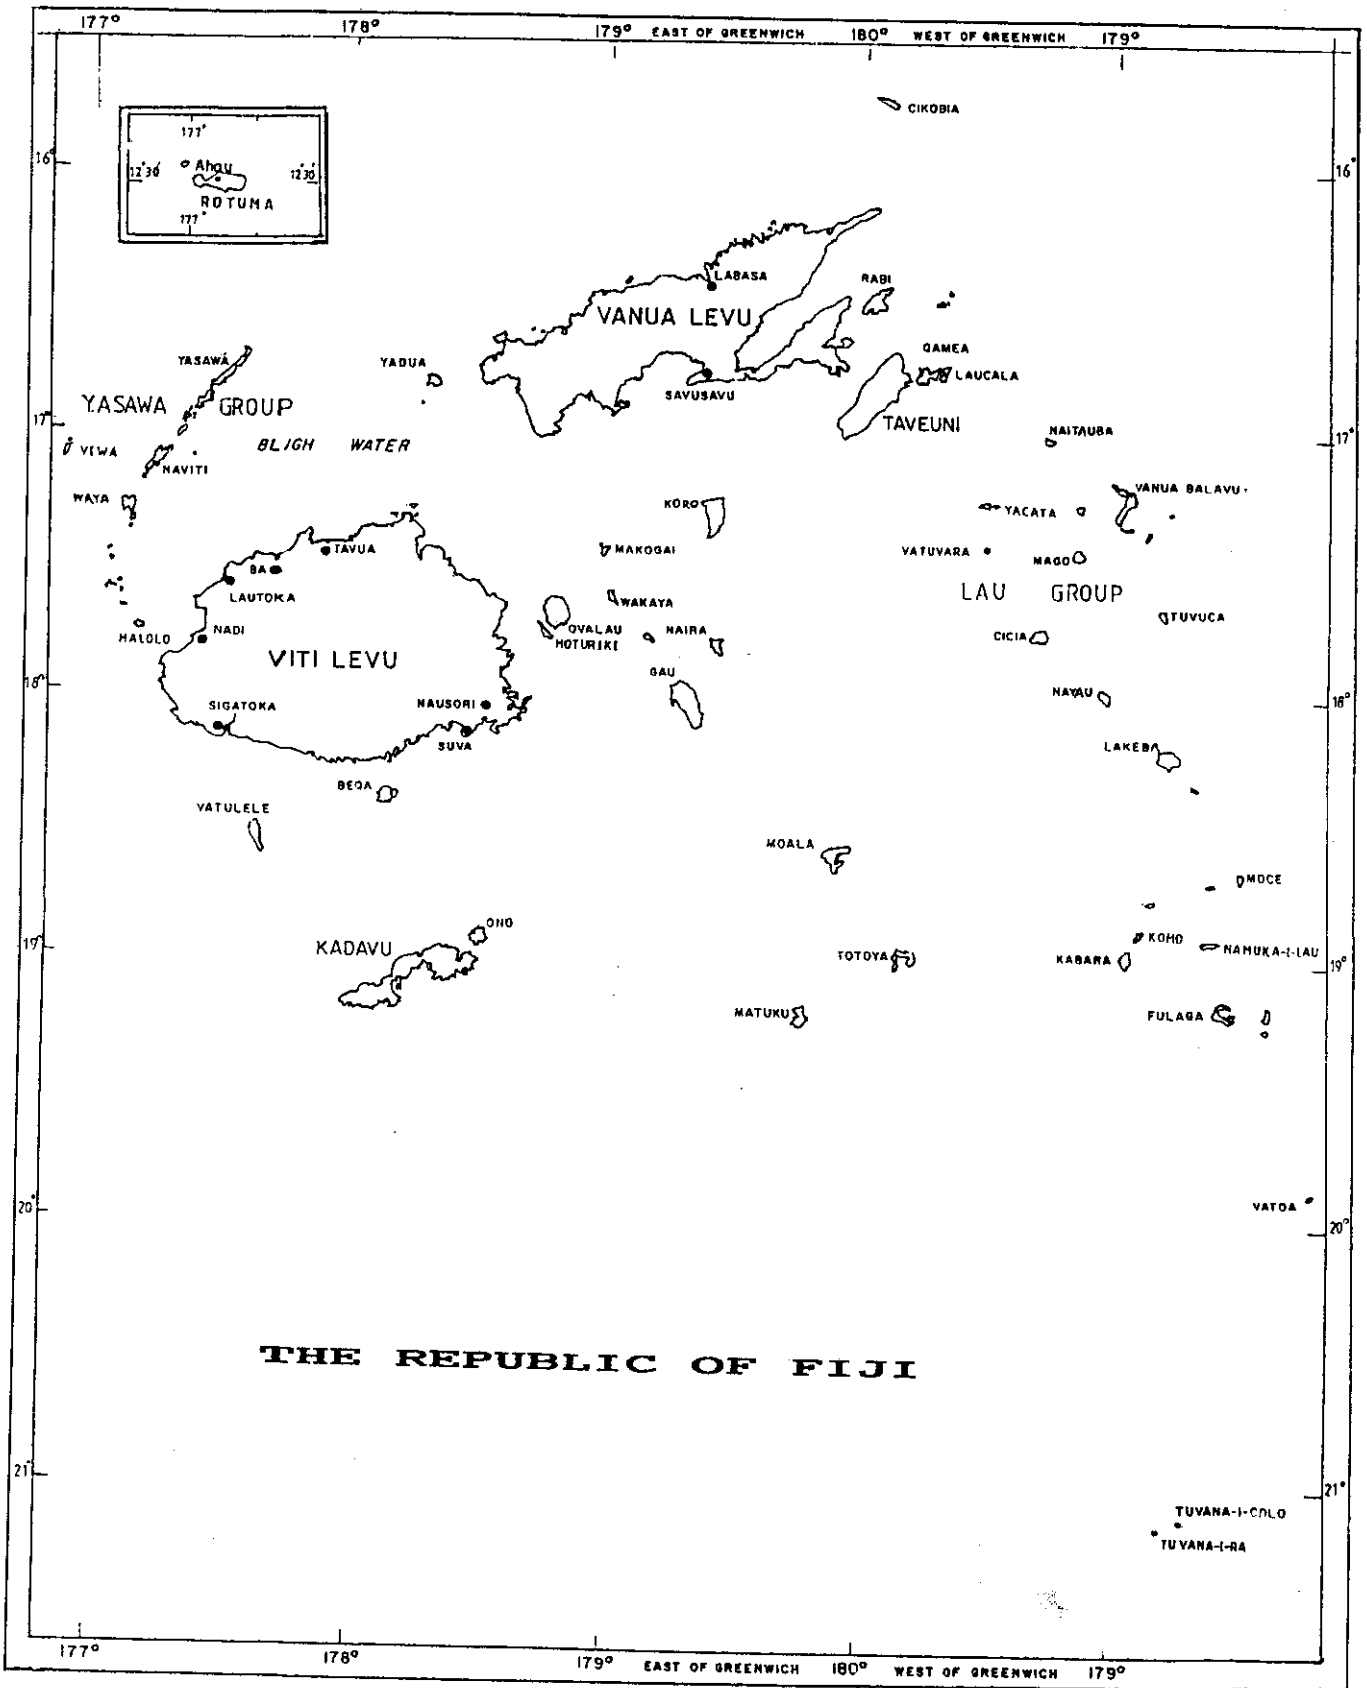 177° 178° 179° EAST OF GREENWICH 180° WEST OF GREENWICH 179°
CIKOBIA
177°
16° 16°
Ahau
12°30' 12°30'
ROTUMA
177°
LABASA
RABI
VANUA LEVU
QAMEA
YASAWA
YADUA
LAUCALA
SAVUSAVU
YASAWA GROUP
TAVEUNI
17° 17°
NAITAUBA
BLIGH WATER
VIWA
NAVITI
VANUA BALAVU
WAYA
KORO
YACATA
TAVUA
MAKOGAI
VATUVARA
MAGO
BA
LAU GROUP
LAUTOKA
WAKAYA
TUVUCA
NADI
OVALAU
NAIRA
CICIA
MALOLO
MOTURIKI
VITI LEVU
GAU
18° 18°
NAYAU
SIGATOKA
NAUSORI
SUVA
LAKEBA
BEQA
VATULELE
MOALA
MOCE
ONO
KADAVU
19° 19°
KOMO
NAMUKA-I-LAU
TOTOYA
KABARA
MATUKU
FULAGA
VATOA
20° 20°
THE REPUBLIC OF FIJI
21° 21°
TUVANA-I-COLO
TUVANA-I-RA
177° 178° 179° EAST OF GREENWICH 180° WEST OF GREENWICH 179°